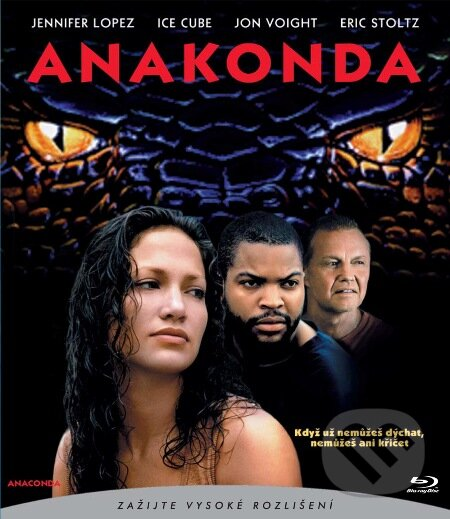 JENNIFER LOPEZ ICE CUBE JON VOIGHT ERIC STOLTZ
ANAKONDA
Když už nemůžeš dýchat,
nemůžeš ani křičet
ANACONDA
Blu-ray Disc
ZAŽIJTE VYSOKÉ ROZLIŠENÍ